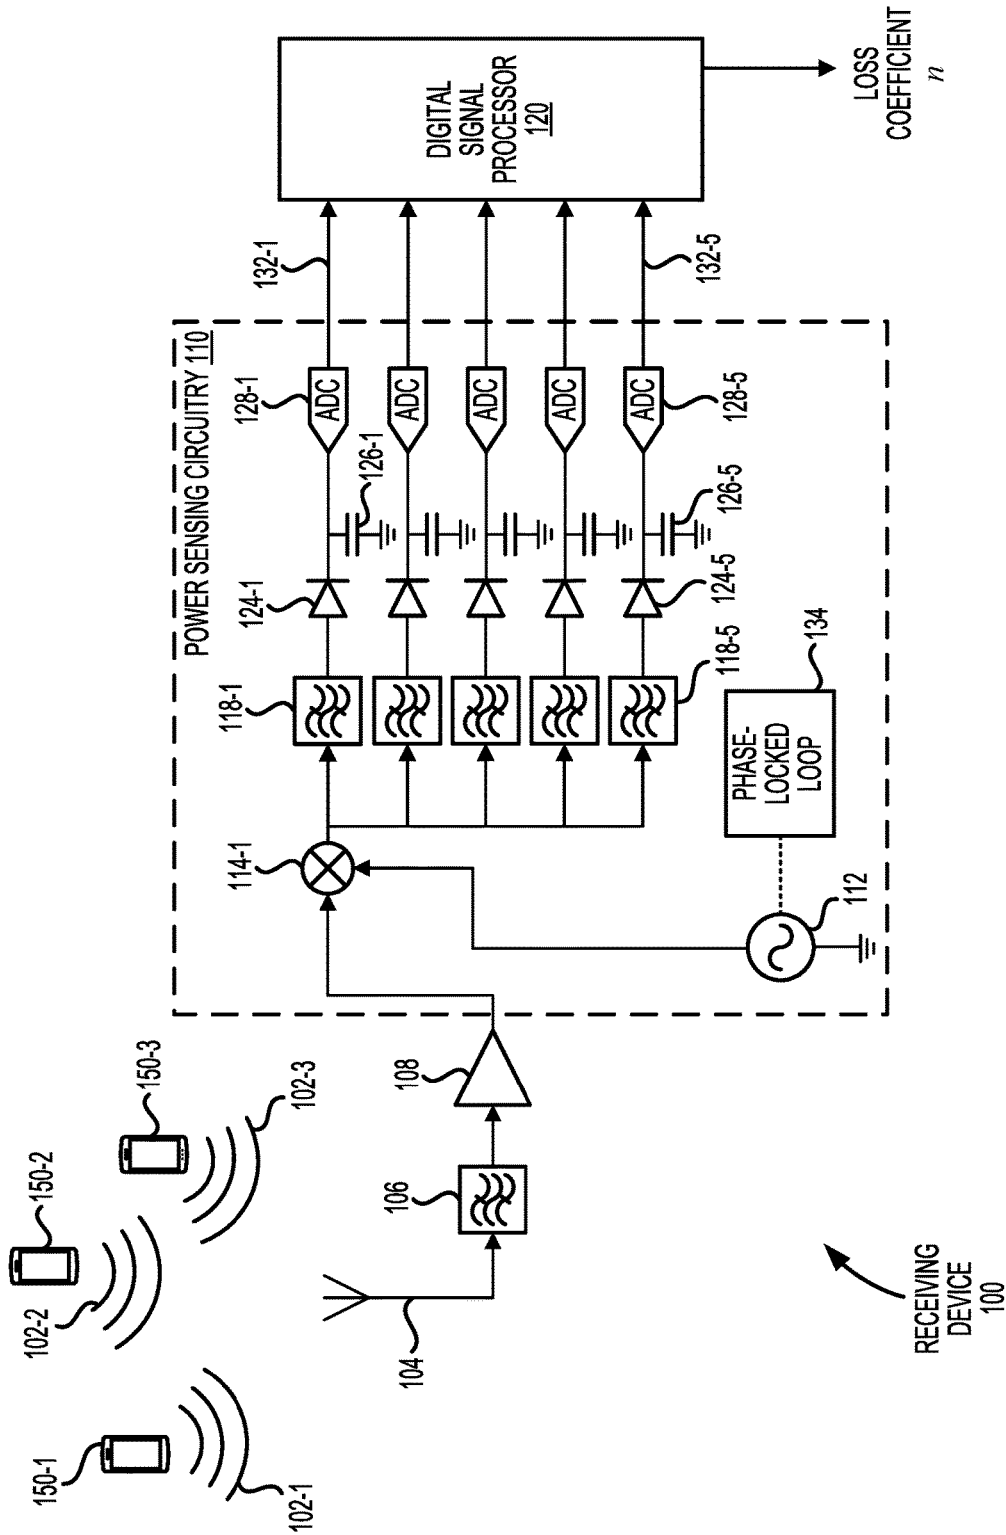 150-1
102-1
150-2
102-2
150-3
102-3
104
106
108
RECEIVING
DEVICE
100
POWER SENSING CIRCUITRY 110
114-1
118-1
124-1
126-1
128-1
ADC
ADC
ADC
ADC
ADC
118-5
124-5
126-5
128-5
112
PHASE-
LOCKED
LOOP
134
132-1
132-5
DIGITAL
SIGNAL
PROCESSOR
120
LOSS
COEFFICIENT
n